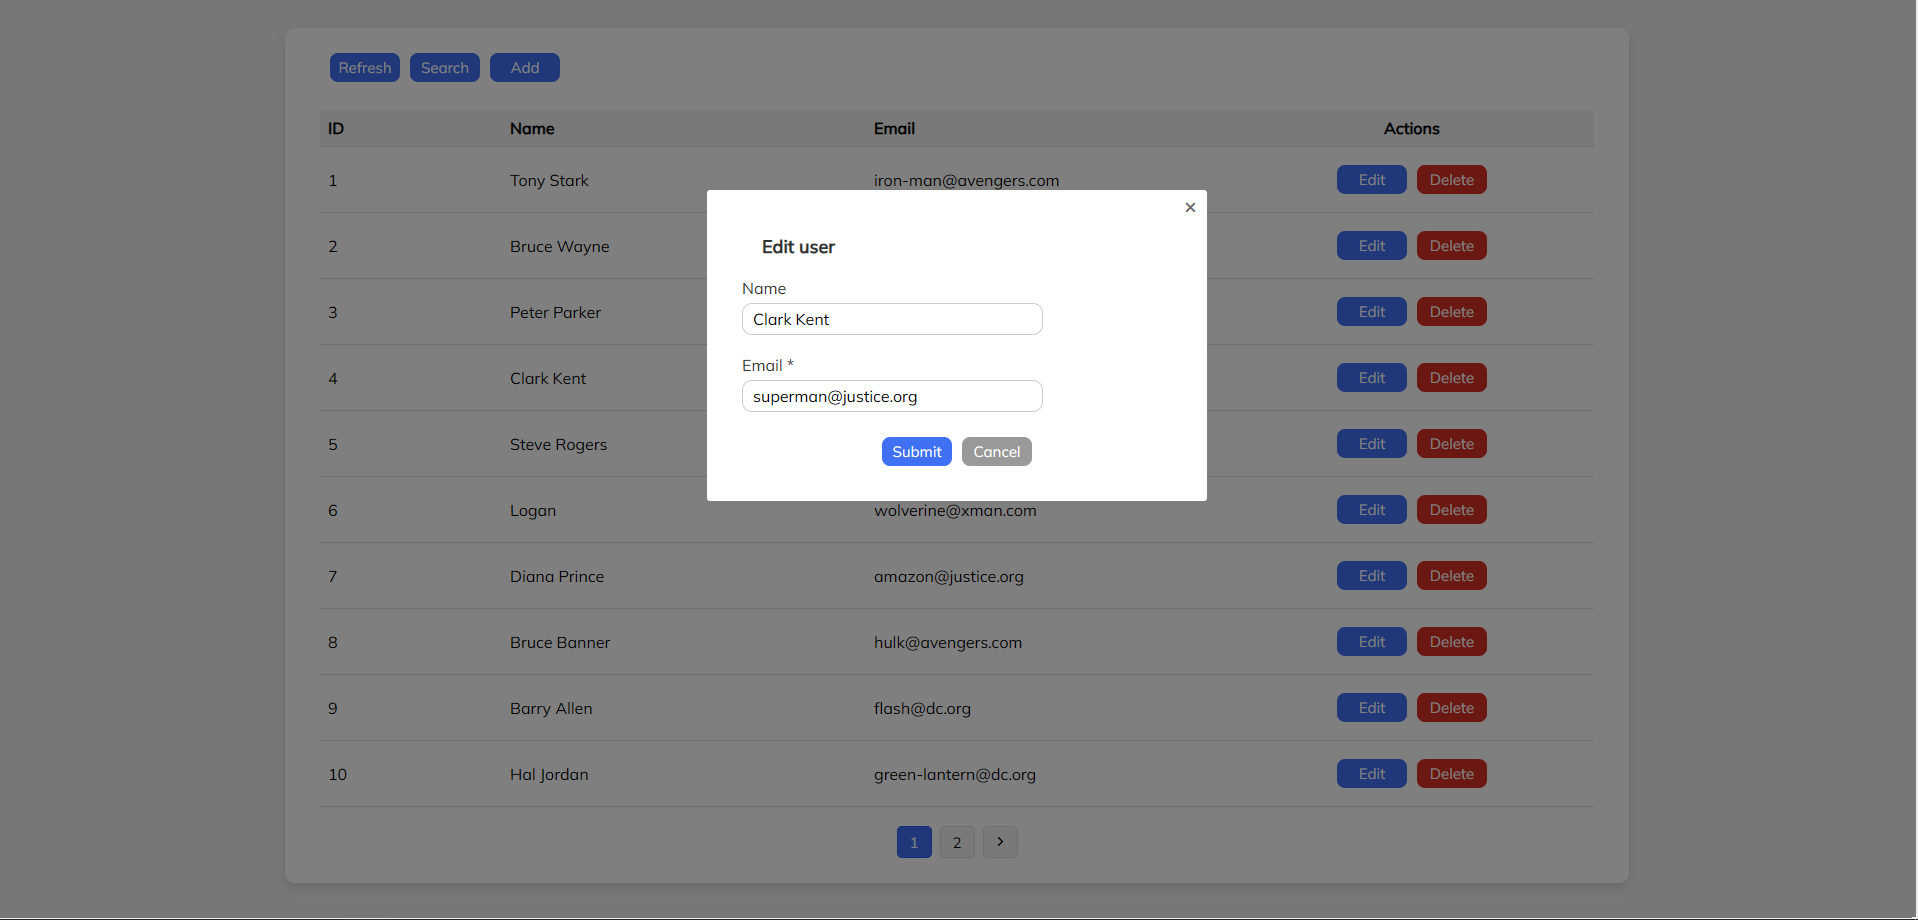 Refresh Search Add
ID Name Email Actions
1 Tony Stark iron-man@avengers.com Edit Delete
×
2 Bruce Wayne Edit user Edit Delete
Name
3 Peter Parker Clark Kent Edit Delete
Email *
4 Clark Kent superman@justice.org Edit Delete
5 Steve Rogers Submit Cancel Edit Delete
6 Logan wolverine@xman.com Edit Delete
7 Diana Prince amazon@justice.org Edit Delete
8 Bruce Banner hulk@avengers.com Edit Delete
9 Barry Allen flash@dc.org Edit Delete
10 Hal Jordan green-lantern@dc.org Edit Delete
1 2 >